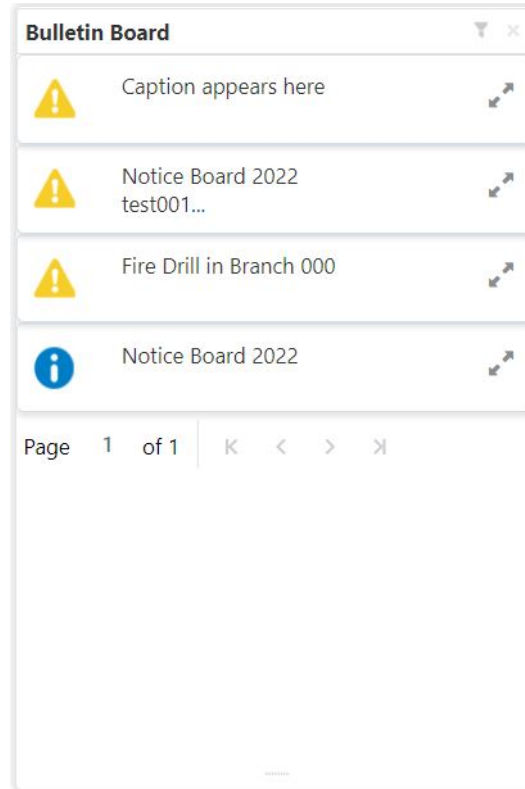 Bulletin Board
Caption appears here
Notice Board 2022
test001...
Fire Drill in Branch 000
Notice Board 2022
Page 1 of 1